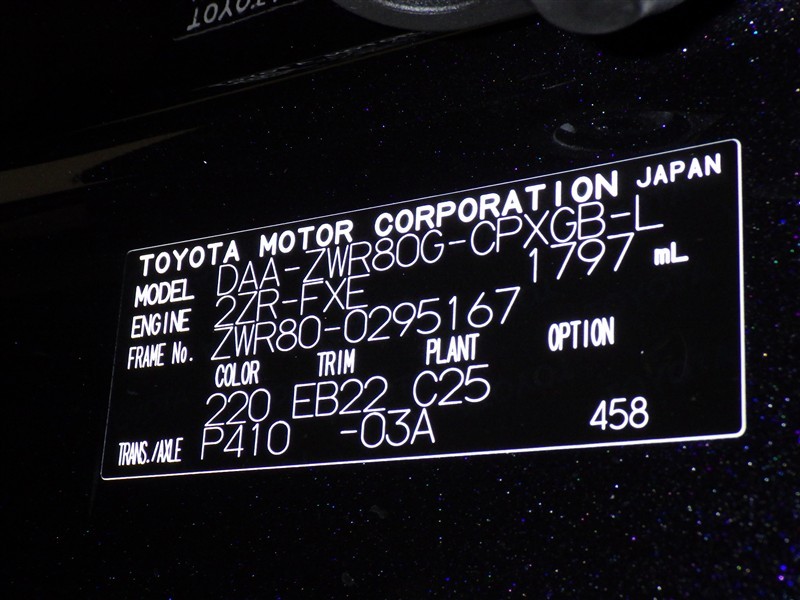 TOYOT
TOYOTA MOTOR CORPORATION JAPAN
MODEL DAA-ZWR80G-CPXGB-L
ENGINE 2ZR-FXE 1797 mL
FRAME No. ZWR80-0295167
COLOR TRIM PLANT OPTION
220 EB22 C25
TRANS./AXLE P410 -03A 458